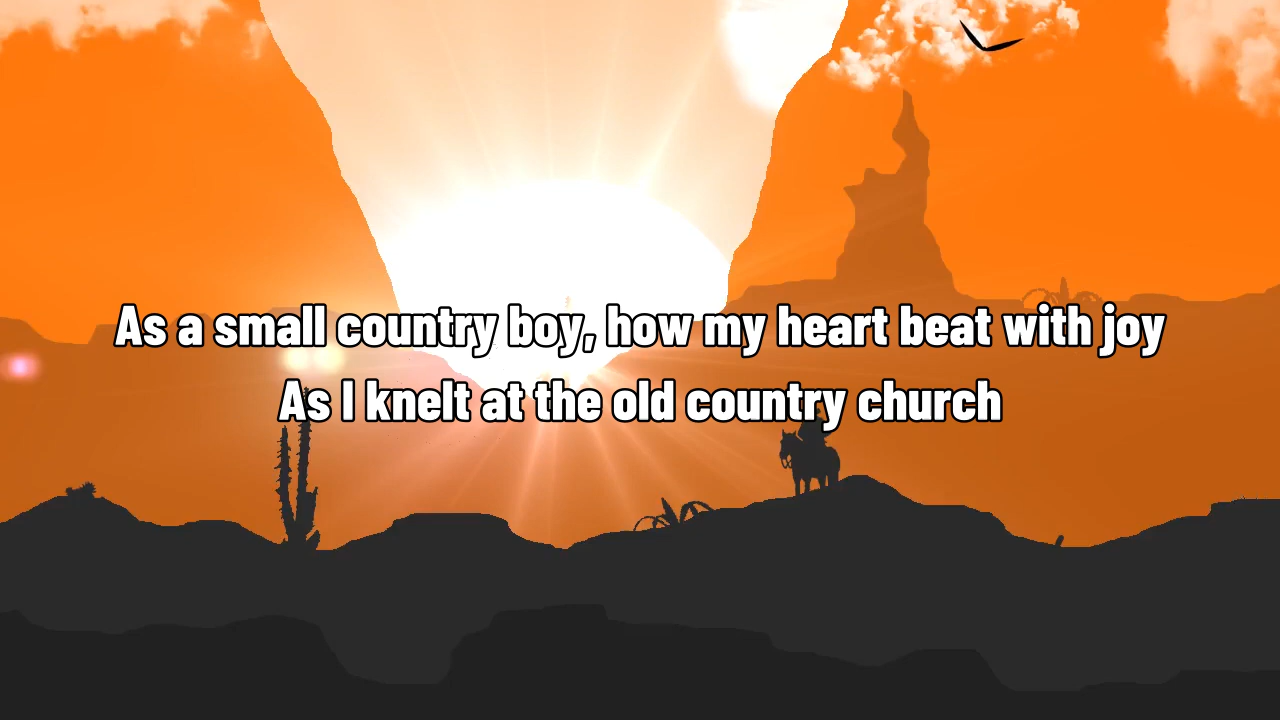 As a small country boy, how my heart beat with joy
As I knelt at the old country church